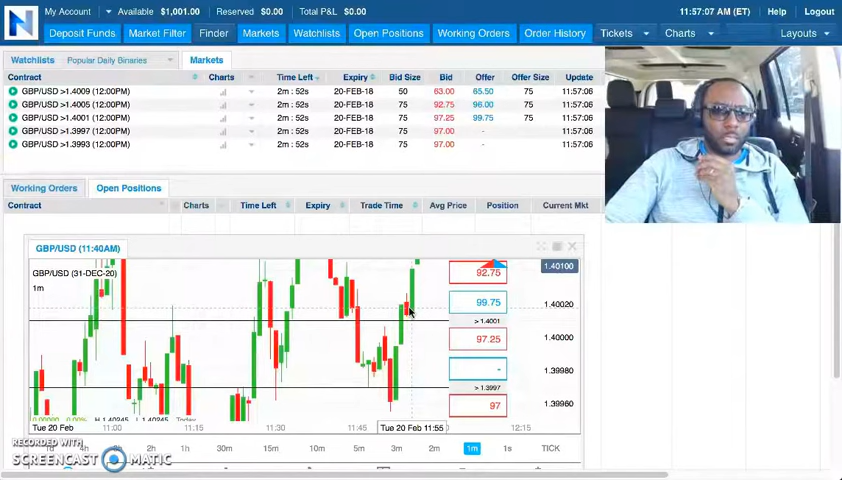 My Account Available $1,001.00 Reserved $0.00 Total P&L $0.00 11:57:07 AM (ET) Help Logout
N Deposit Funds Market Filter Finder Markets Watchlists Open Positions Working Orders Order History Tickets Charts Layouts
Watchlists Popular Daily Binaries Markets
Contract Charts Time Left Expiry Bid Size Bid Offer Offer Size Update
GBP/USD >1.4009 (12:00PM) 2m : 52s 20-FEB-18 50 63.00 65.50 75 11:57:06
GBP/USD >1.4005 (12:00PM) 2m : 52s 20-FEB-18 75 92.75 96.00 75 11:57:06
GBP/USD >1.4001 (12:00PM) 2m : 52s 20-FEB-18 75 97.25 99.75 75 11:57:06
GBP/USD >1.3997 (12:00PM) 2m : 52s 20-FEB-18 75 97.00 - 11:57:06
GBP/USD >1.3993 (12:00PM) 2m : 52s 20-FEB-18 75 97.00 - 11:57:06
Working Orders Open Positions
Contract Charts Time Left Expiry Trade Time Avg Price Position Current Mkt
GBP/USD (11:40AM)
GBP/USD (31-DEC-20)
1m
92.75
1.40100
99.75
1.40020
> 1.4001
97.25
1.40000
-
1.39980
> 1.3997
97
1.39960
H 1.40245 L 1.40245 Today
Tue 20 Feb 11:00 11:15 11:30 11:45 Tue 20 Feb 11:55 12:15
1d 4h 2h 1h 30m 15m 10m 5m 3m 1m 1s TICK
RECORDED WITH
SCREENCAST MATIC